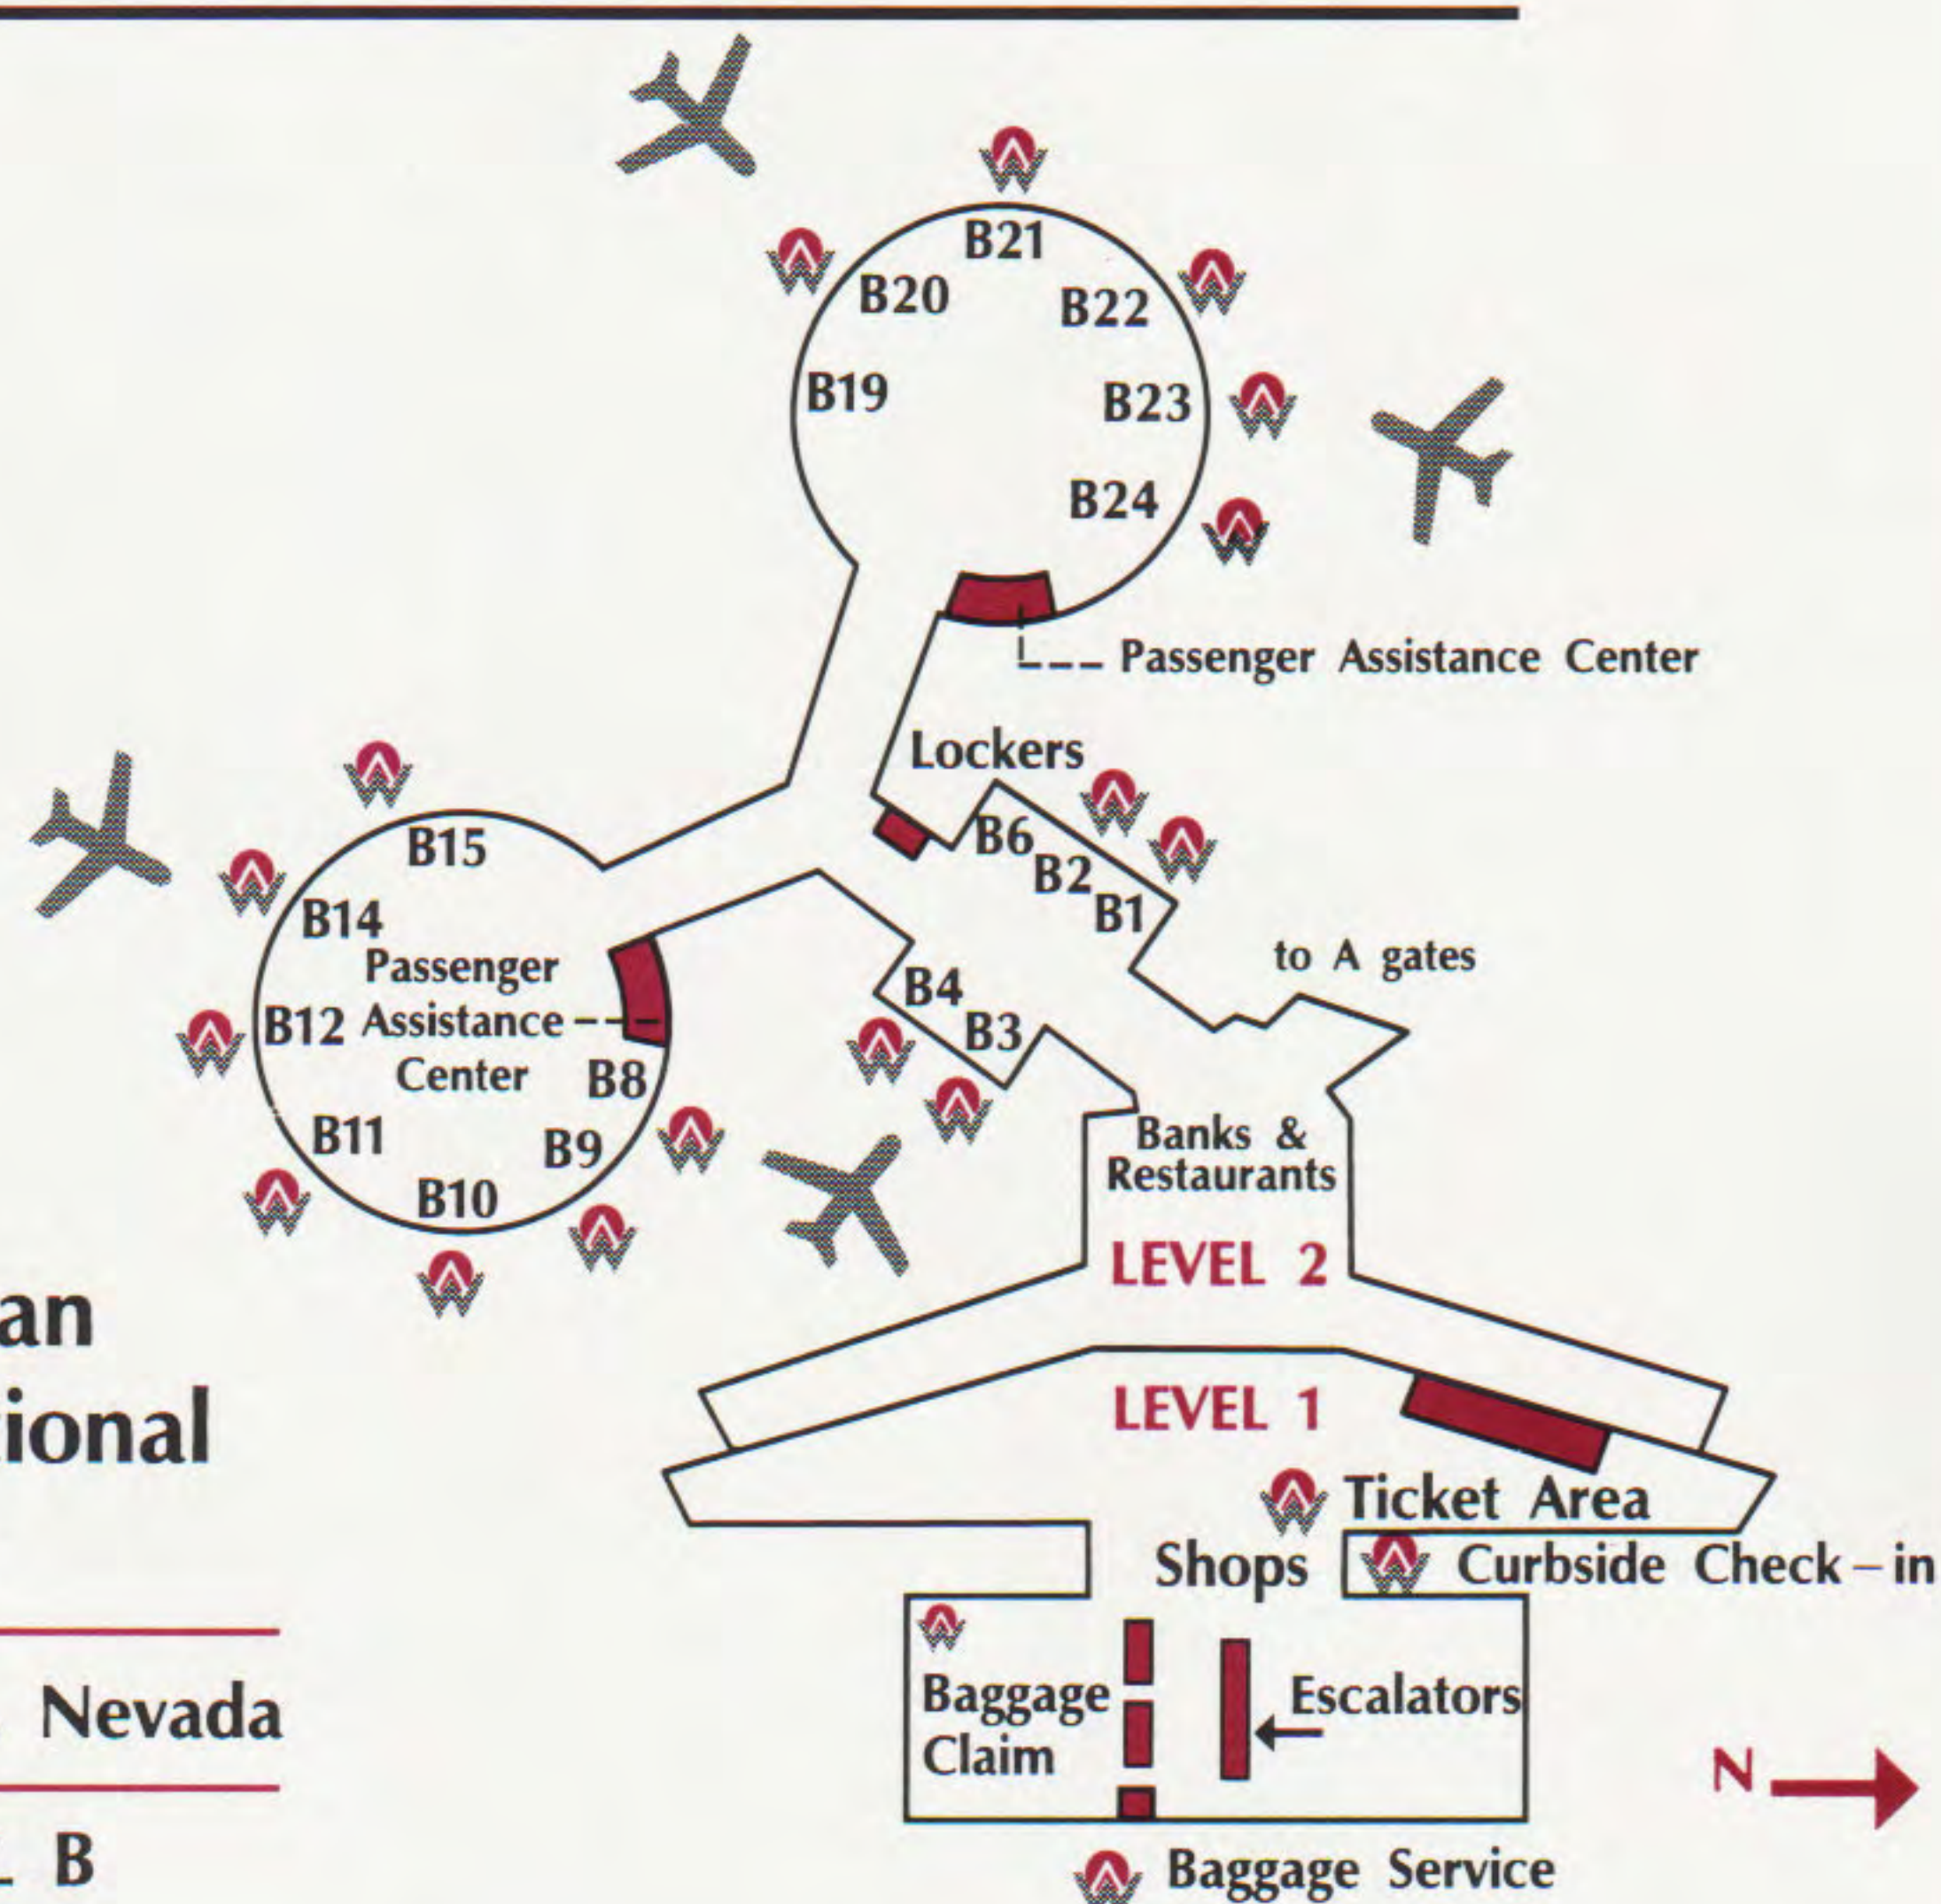 B21
B20
B22
B19
B23
B24
Passenger Assistance Center
Lockers
B6
B2
B1
B15
B14
to A gates
Passenger
Assistance
Center
B12
B4
B3
B8
B11
B9
B10
Banks &
Restaurants
LEVEL 2
an
tional
LEVEL 1
Ticket Area
Shops
Curbside Check – in
Baggage
Claim
Escalators
Nevada
N
L B
Baggage Service